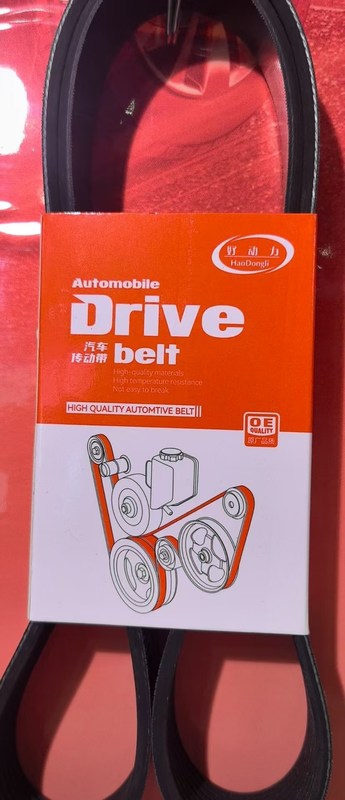 好动力
HaoDongli
Automobile
Drive
汽车
传动带
belt
High-quality materials
High temperature resistance
Not easy to break
HIGH QUALITY AUTOMTIVE BELT
OE
QUALITY
原厂品质